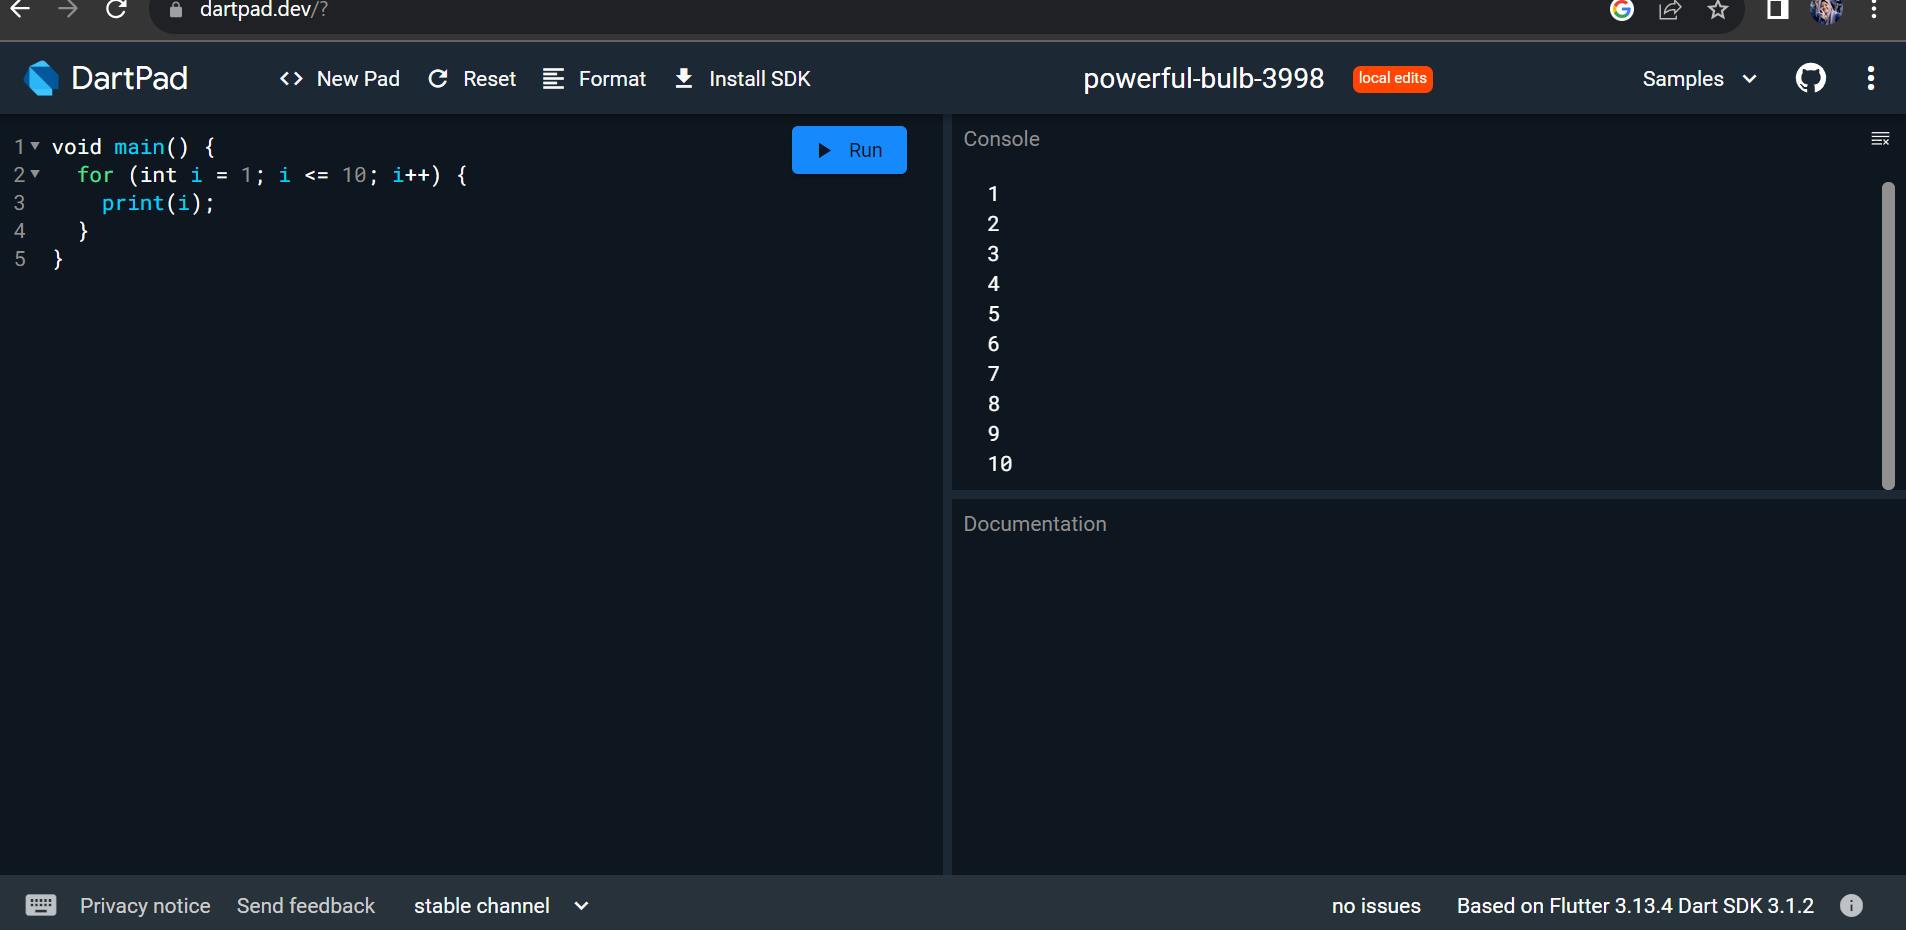 dartpad.dev/?
DartPad
<> New Pad
Reset
Format
Install SDK
powerful-bulb-3998
local edits
Samples
1 void main() {
2   for (int i = 1; i <= 10; i++) {
3     print(i);
4   }
5 }
Run
Console
1
2
3
4
5
6
7
8
9
10
Documentation
Privacy notice
Send feedback
stable channel
no issues
Based on Flutter 3.13.4 Dart SDK 3.1.2